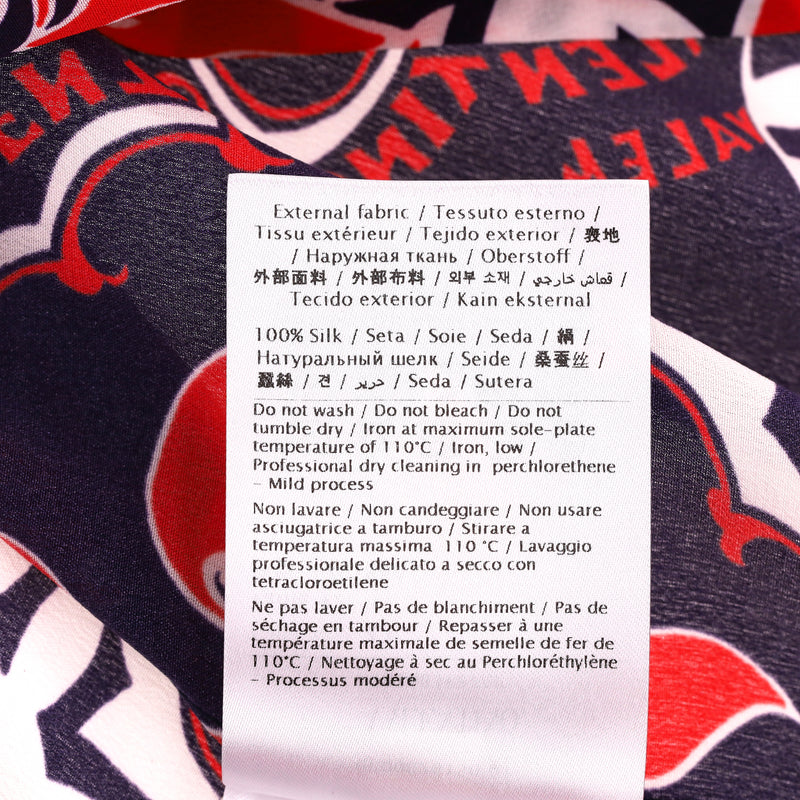 VALENTINO
VALENTINO
VALEN
External fabric / Tessuto esterno /
Tissu extérieur / Tejido exterior / 表地
/ Наружная ткань / Oberstoff /
外部面料 / 外部布料 / 외부 소재 / قماش خارجي /
Tecido exterior / Kain eksternal
100% Silk / Seta / Soie / Seda / 絹 /
Натуральный шелк / Seide / 桑蚕丝 /
蠶絲 / 견 / حرير / Seda / Sutera
Do not wash / Do not bleach / Do not
tumble dry / Iron at maximum sole-plate
temperature of 110°C / Iron, low /
Professional dry cleaning in perchlorethene
– Mild process
Non lavare / Non candeggiare / Non usare
asciugatrice a tamburo / Stirare a
temperatura massima 110 °C / Lavaggio
professionale delicato a secco con
tetracloroetilene
Ne pas laver / Pas de blanchiment / Pas de
séchage en tambour / Repasser à une
température maximale de semelle de fer de
110°C / Nettoyage à sec au Perchloréthylène
– Processus modéré